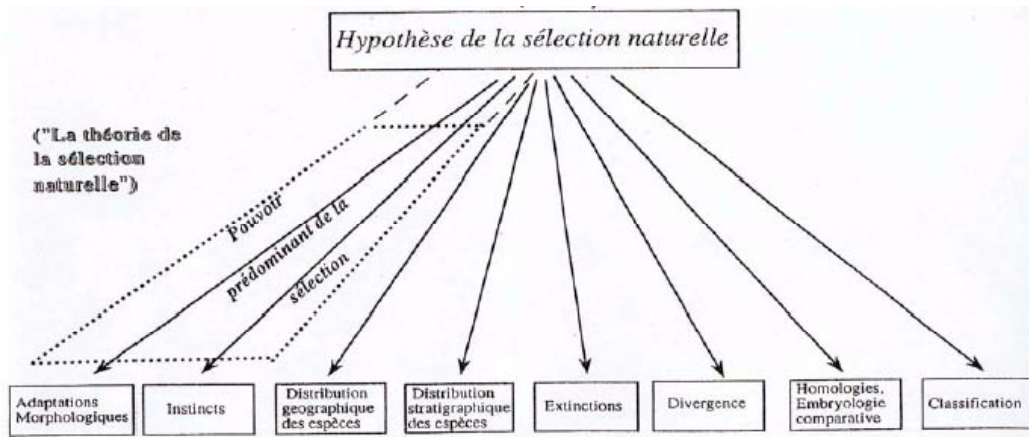 Hypothèse de la sélection naturelle
("La théorie de
la sélection
naturelle")
Pouvoir
prédominant de la
sélection
Adaptations
Morphologiques
Instincts
Distribution
geographique
des espèces
Distribution
stratigraphique
des espèces
Extinctions
Divergence
Homologies,
Embryologie
comparative
Classification